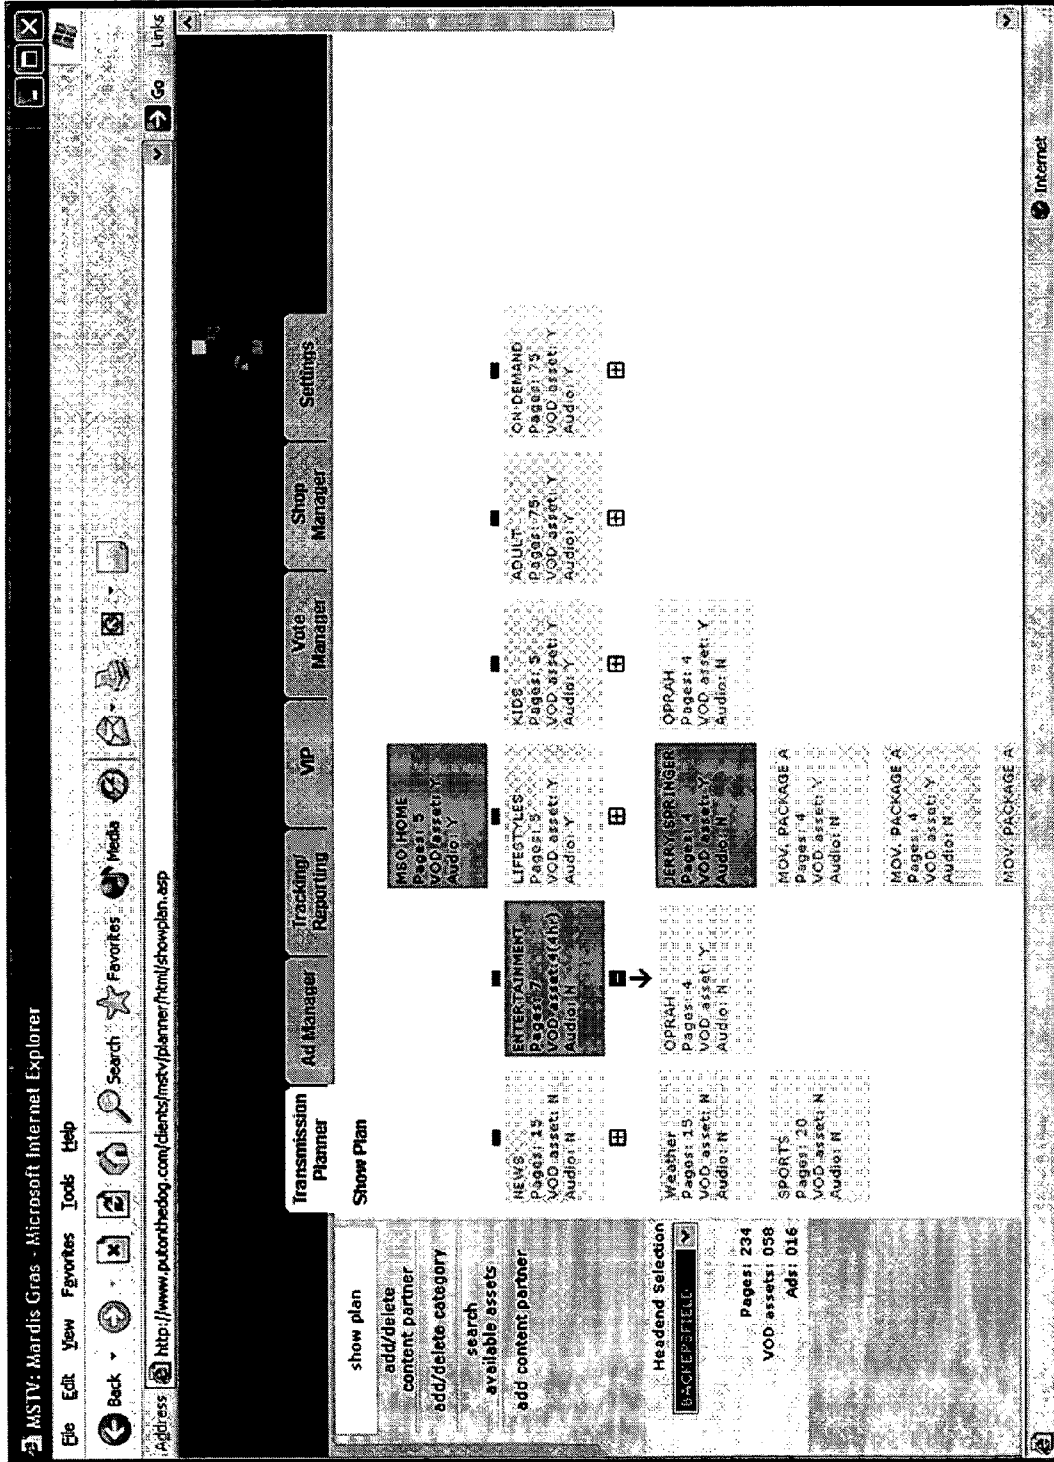 MSTV: Mardis Gras - Microsoft Internet Explorer
File Edit View Favorites Tools Help
Back Search Favorites Media
Address http://www.putonthedog.com/clients/mstv/planner/html/showplan.asp Go Links
Transmission
Planner
Ad Manager
Tracking/
Reporting
VIP
Vote
Manager
Shop
Manager
Settings
show plan
add/delete
content partner
add/delete category
search
available assets
add content partner
Headend Selection
Pages: 234
VOD assets: 058
Ads: 016
Show Plan
MSO HOME
Pages: 5
VOD asset: Y
Audio: Y
NEWS
Pages: 15
VOD asset: N
Audio: N
ENTERTAINMENT
VOD asset:4(4hr)
Audio: N
LIFESTYLES
Pages: 5
VOD asset: Y
Audio: Y
KIDS
Pages: 5
VOD asset: Y
Audio: Y
ADULT
Pages: 75
VOD asset: Y
Audio: Y
ON DEMAND
Pages: 75
VOD asset: Y
Audio: Y
Weather
Pages: 15
VOD asset: N
Audio: N
OPRAH
Pages: 4
VOD asset: Y
Audio: N
JERRY SPRINGER
Pages: 4
VOD asset: Y
Audio: N
OPRAH
Pages: 4
VOD asset: Y
Audio: N
SPORTS
Pages: 20
VOD asset: N
Audio: N
MOV. PACKAGE A
Pages: 4
VOD asset: Y
Audio: N
MOV. PACKAGE A
Pages: 4
VOD asset: Y
Audio: N
MOV. PACKAGE A
Internet